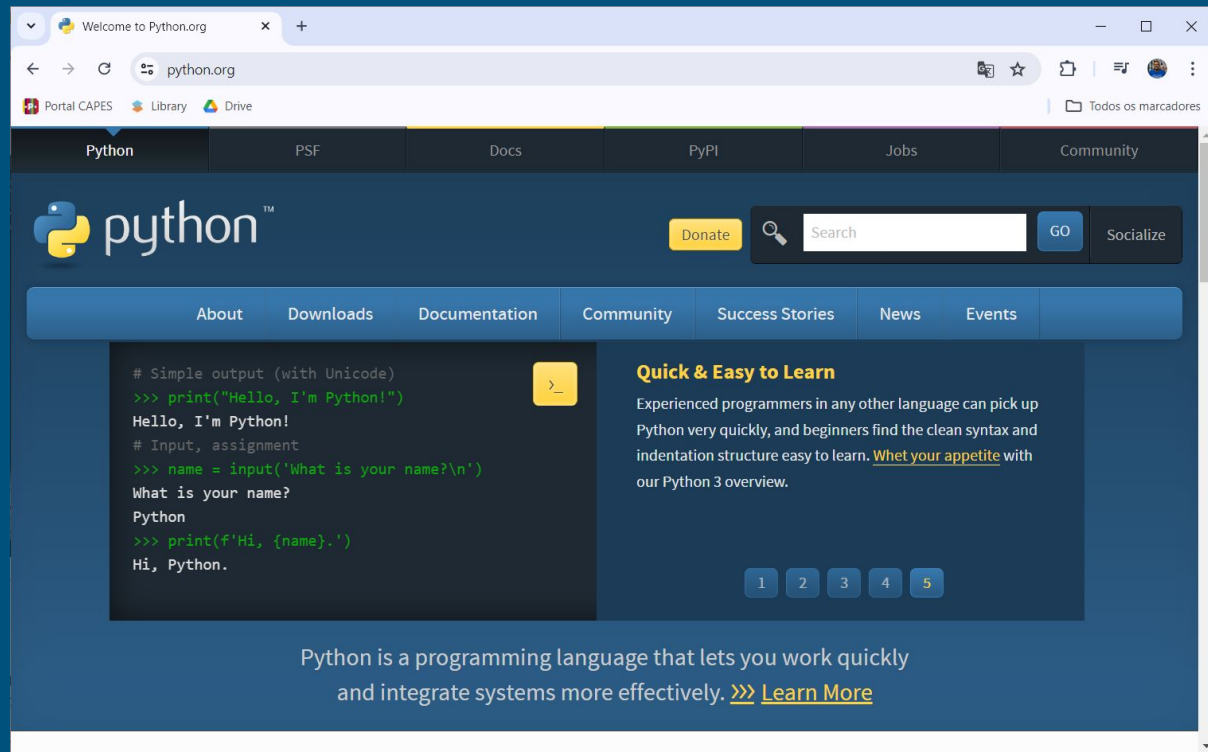 Welcome to Python.org
python.org
Portal CAPES Library Drive Todos os marcadores
Python PSF Docs PyPI Jobs Community
python™
Donate Search GO Socialize
About Downloads Documentation Community Success Stories News Events
# Simple output (with Unicode)
>>> print("Hello, I'm Python!")
Hello, I'm Python!
# Input, assignment
>>> name = input('What is your name?\n')
What is your name?
Python
>>> print(f'Hi, {name}.')
Hi, Python.
>_
Quick & Easy to Learn
Experienced programmers in any other language can pick up
Python very quickly, and beginners find the clean syntax and
indentation structure easy to learn. Whet your appetite with
our Python 3 overview.
1 2 3 4 5
Python is a programming language that lets you work quickly
and integrate systems more effectively. >>> Learn More